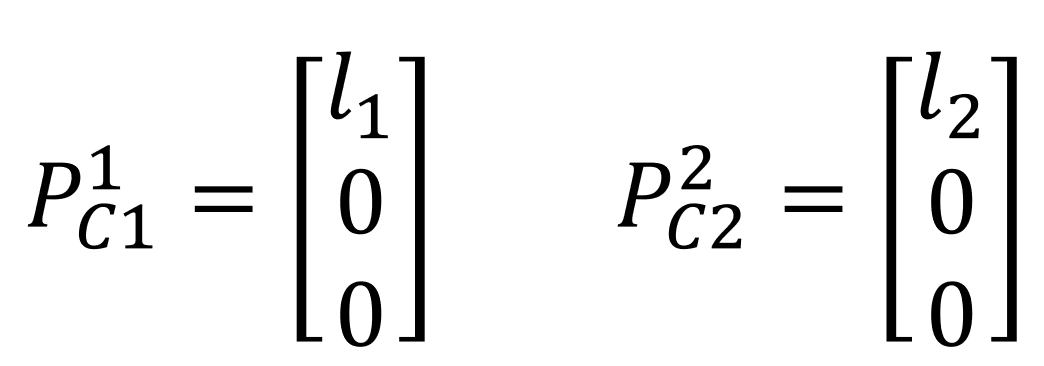 P^1_{C1} = [l_1 0 0]  P^2_{C2} = [l_2 0 0]